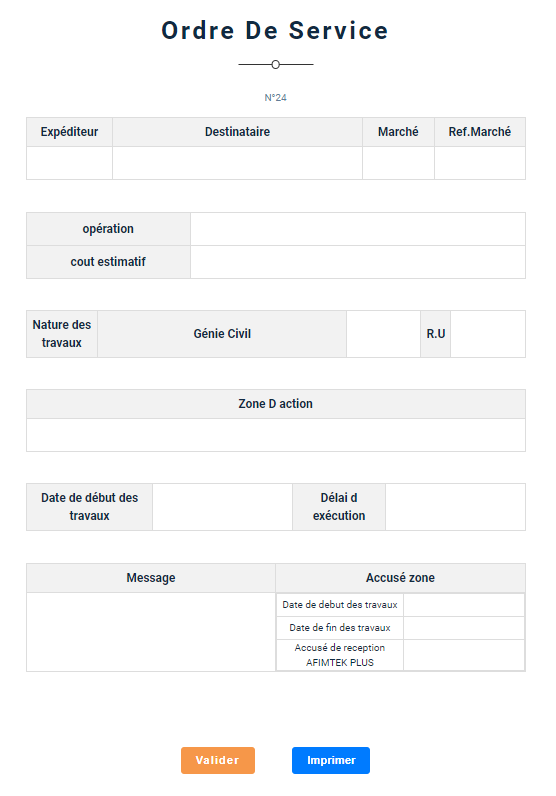 Ordre De Service
N°24
Expéditeur Destinataire Marché Ref.Marché
opération
cout estimatif
Nature des travaux Génie Civil R.U
Zone D action
Date de début des travaux Délai d exécution
Message Accusé zone
Date de debut des travaux
Date de fin des travaux
Accusé de reception
AFIMTEK PLUS
Valider Imprimer